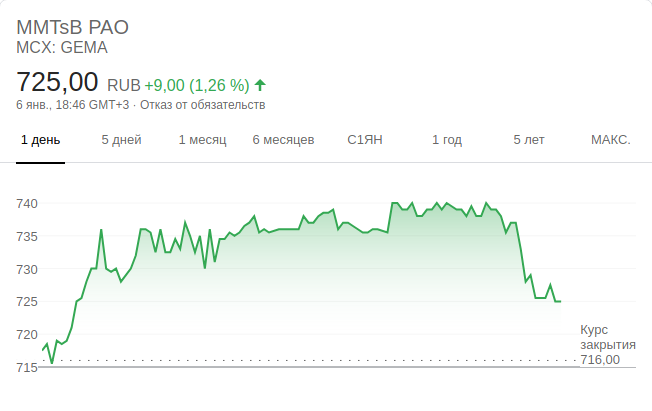 MMTsB PAO
MCX: GEMA
725,00 RUB +9,00 (1,26 %)
6 янв., 18:46 GMT+3 · Отказ от обязательств
1 день 5 дней 1 месяц 6 месяцев С1ЯН 1 год 5 лет МАКС.
740
735
730
725
720
715
Курс
закрытия
716,00